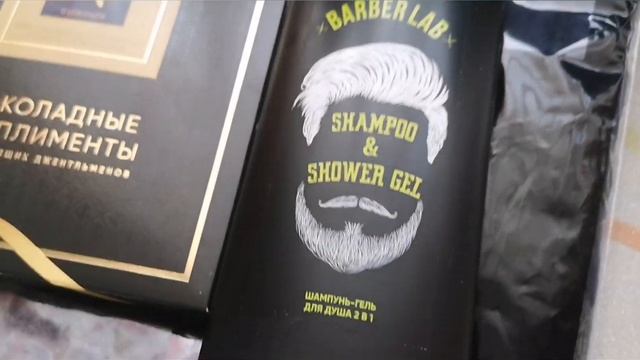 КОЛАДНЫЕ
ПЛИМЕНТЫ
ДЖЕНТЛЬМЕНОВ
BARBER LAB
SHAMPOO
&
SHOWER GEL
ШАМПУНЬ-ГЕЛЬ
ДЛЯ ДУША 2 В 1